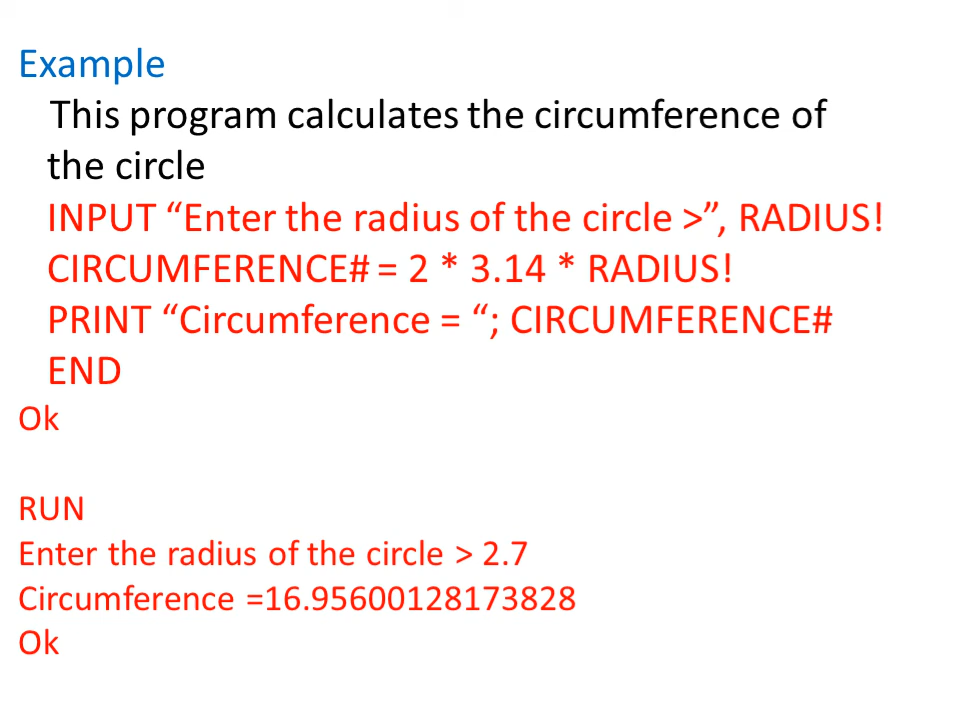 Example
This program calculates the circumference of
the circle
INPUT “Enter the radius of the circle >”, RADIUS!
CIRCUMFERENCE# = 2 * 3.14 * RADIUS!
PRINT “Circumference = “; CIRCUMFERENCE#
END
Ok
RUN
Enter the radius of the circle > 2.7
Circumference =16.95600128173828
Ok